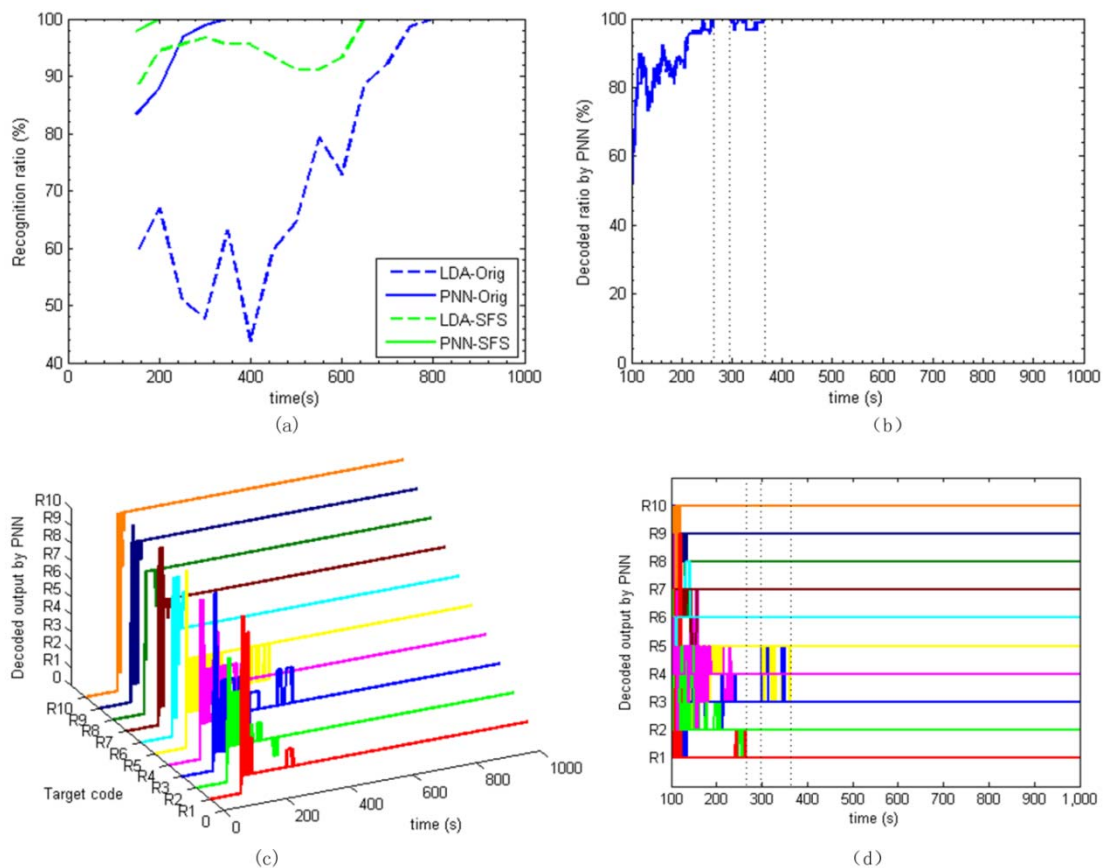 100
90
80
70
60
50
40
Recognition ratio (%)
LDA-Orig
PNN-Orig
LDA-SFS
PNN-SFS
0 200 400 600 800 1000
time(s)
(a)
100
80
60
40
20
0
Decoded ratio by PNN (%)
100 200 300 400 500 600 700 800 900 1000
time (s)
(b)
R10
R9
R8
R7
R6
R5
R4
R3
R2
R1
0
Decoded output by PNN
R10
R9
R8
R7
R6
R5
R4
R3
R2
R1
0
Target code
0
200
400
600
800
1000
time (s)
(c)
R10
R9
R8
R7
R6
R5
R4
R3
R2
R1
Decoded output by PNN
100 200 300 400 500 600 700 800 900 1,000
time (s)
(d)